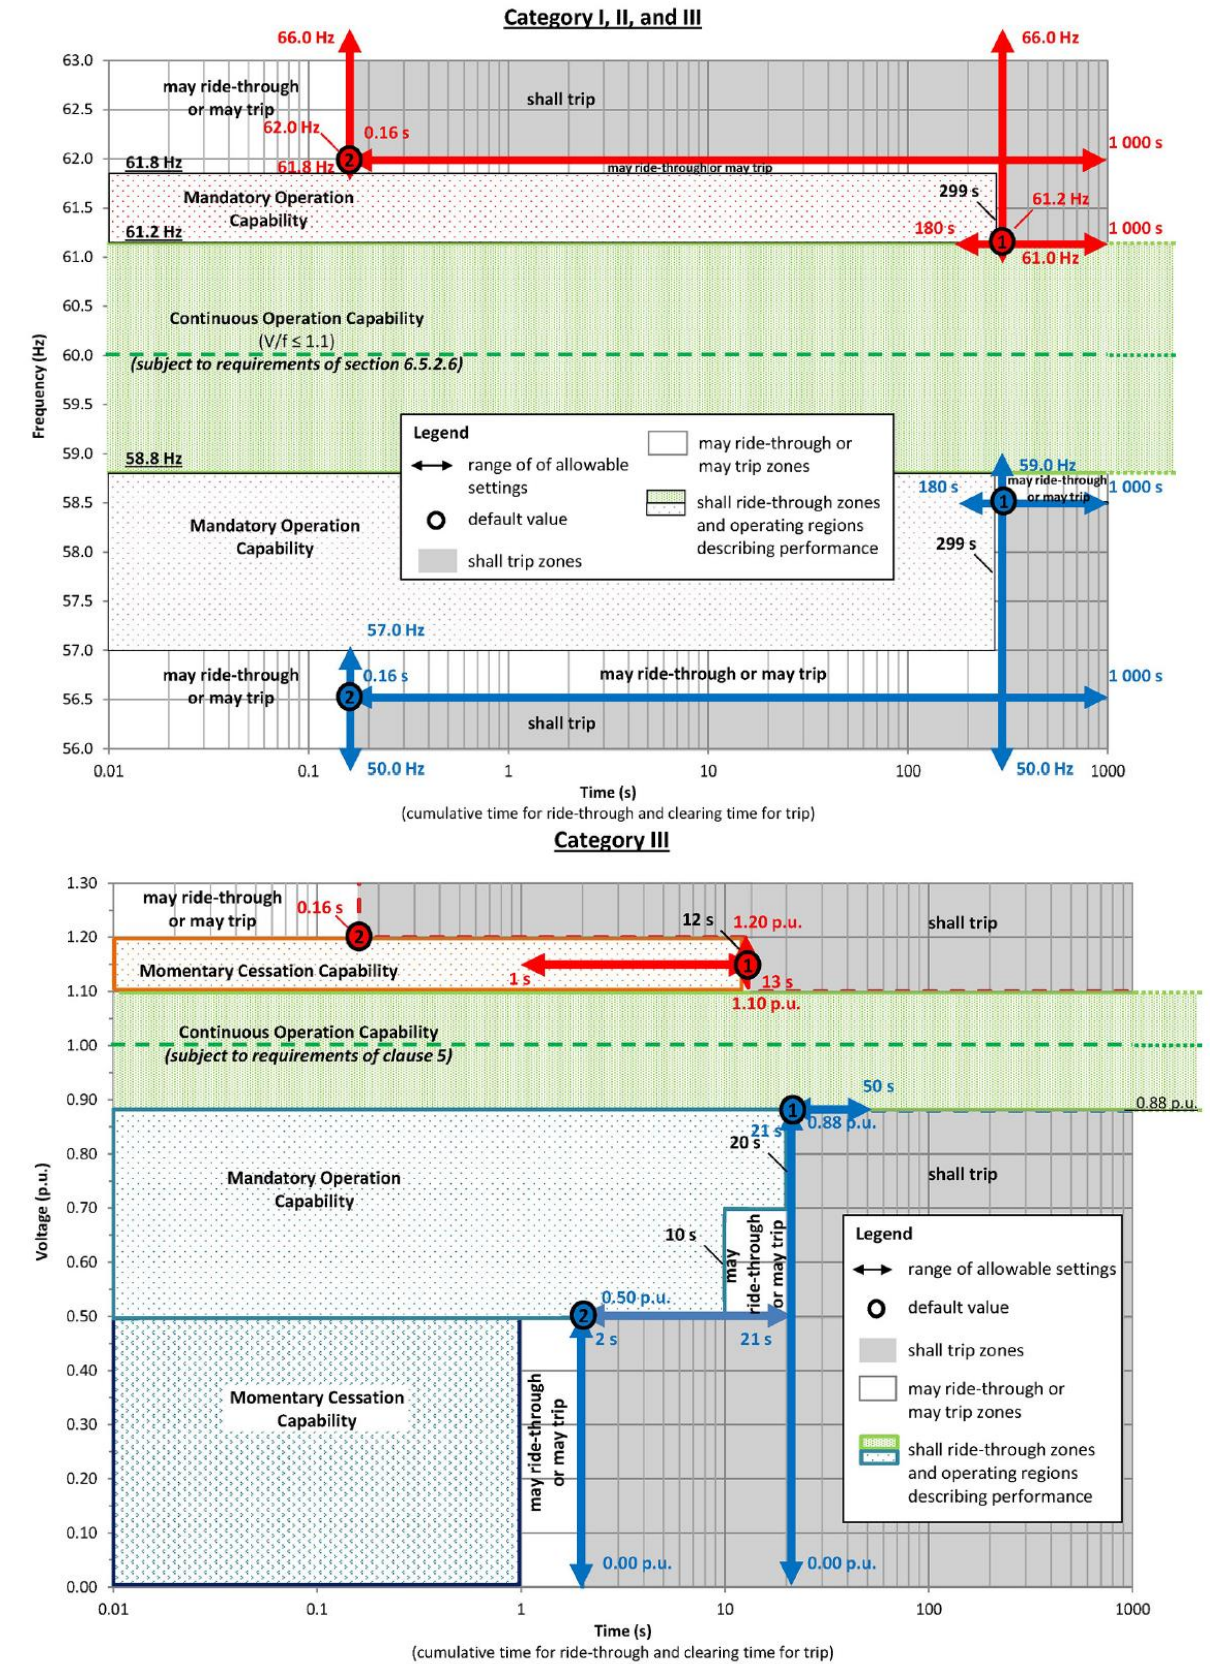 Category I, II, and III
66.0 Hz
66.0 Hz
63.0
may ride-through
or may trip
shall trip
62.5
62.0 Hz
0.16 s
1 000 s
62.0
61.8 Hz
2
61.8 Hz
may ride-through or may trip
Mandatory Operation
Capability
299 s
61.2 Hz
61.5
61.2 Hz
180 s
1
1 000 s
61.0 Hz
61.0
60.5
Continuous Operation Capability
(V/f ≤ 1.1)
60.0
(subject to requirements of section 6.5.2.6)
Frequency (Hz)
59.5
59.0
58.8 Hz
Legend
range of of allowable
settings
default value
shall trip zones
may ride-through or
may trip zones
shall ride-through zones
and operating regions
describing performance
59.0 Hz
may ride-through
or may trip
180 s
1
1 000 s
58.5
Mandatory Operation
Capability
299 s
58.0
57.5
57.0 Hz
57.0
may ride-through
or may trip
0.16 s
may ride-through or may trip
1 000 s
56.5
2
shall trip
56.0
50.0 Hz
50.0 Hz
0.01
0.1
1
10
100
1000
Time (s)
(cumulative time for ride-through and clearing time for trip)
Category III
1.30
may ride-through
or may trip
0.16 s
12 s
1.20 p.u.
shall trip
1.20
2
Momentary Cessation Capability
1 s
1
13 s
1.10
1.10 p.u.
Continuous Operation Capability
1.00
(subject to requirements of clause 5)
50 s
0.90
1
0.88 p.u.
0.88 p.u.
21 s
20 s
0.80
Mandatory Operation
Capability
shall trip
Voltage (p.u.)
0.70
10 s
may
ride-through
or may trip
0.60
0.50 p.u.
0.50
2
2 s
21 s
0.40
Momentary Cessation
Capability
may ride-through
or may trip
0.30
0.20
0.10
0.00 p.u.
0.00 p.u.
0.00
Legend
range of allowable settings
default value
shall trip zones
may ride-through or
may trip zones
shall ride-through zones
and operating regions
describing performance
0.01
0.1
1
10
100
1000
Time (s)
(cumulative time for ride-through and clearing time for trip)